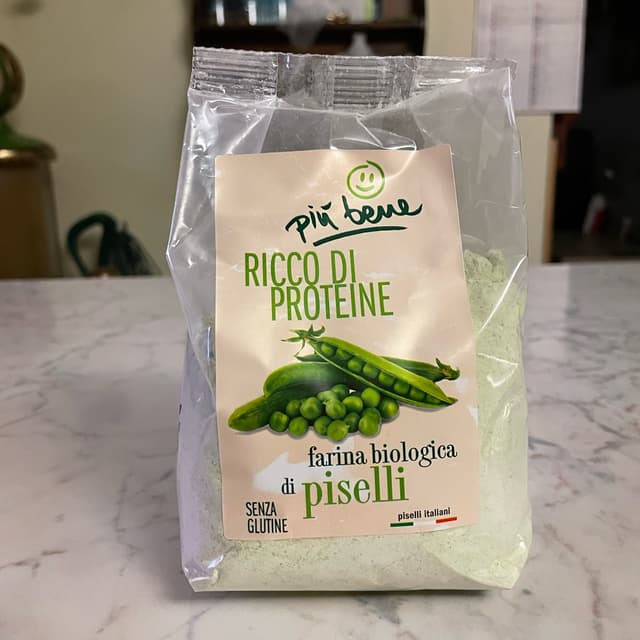 più bene
RICCO DI
PROTEINE
farina biologica
di piselli
SENZA
GLUTINE
piselli italiani